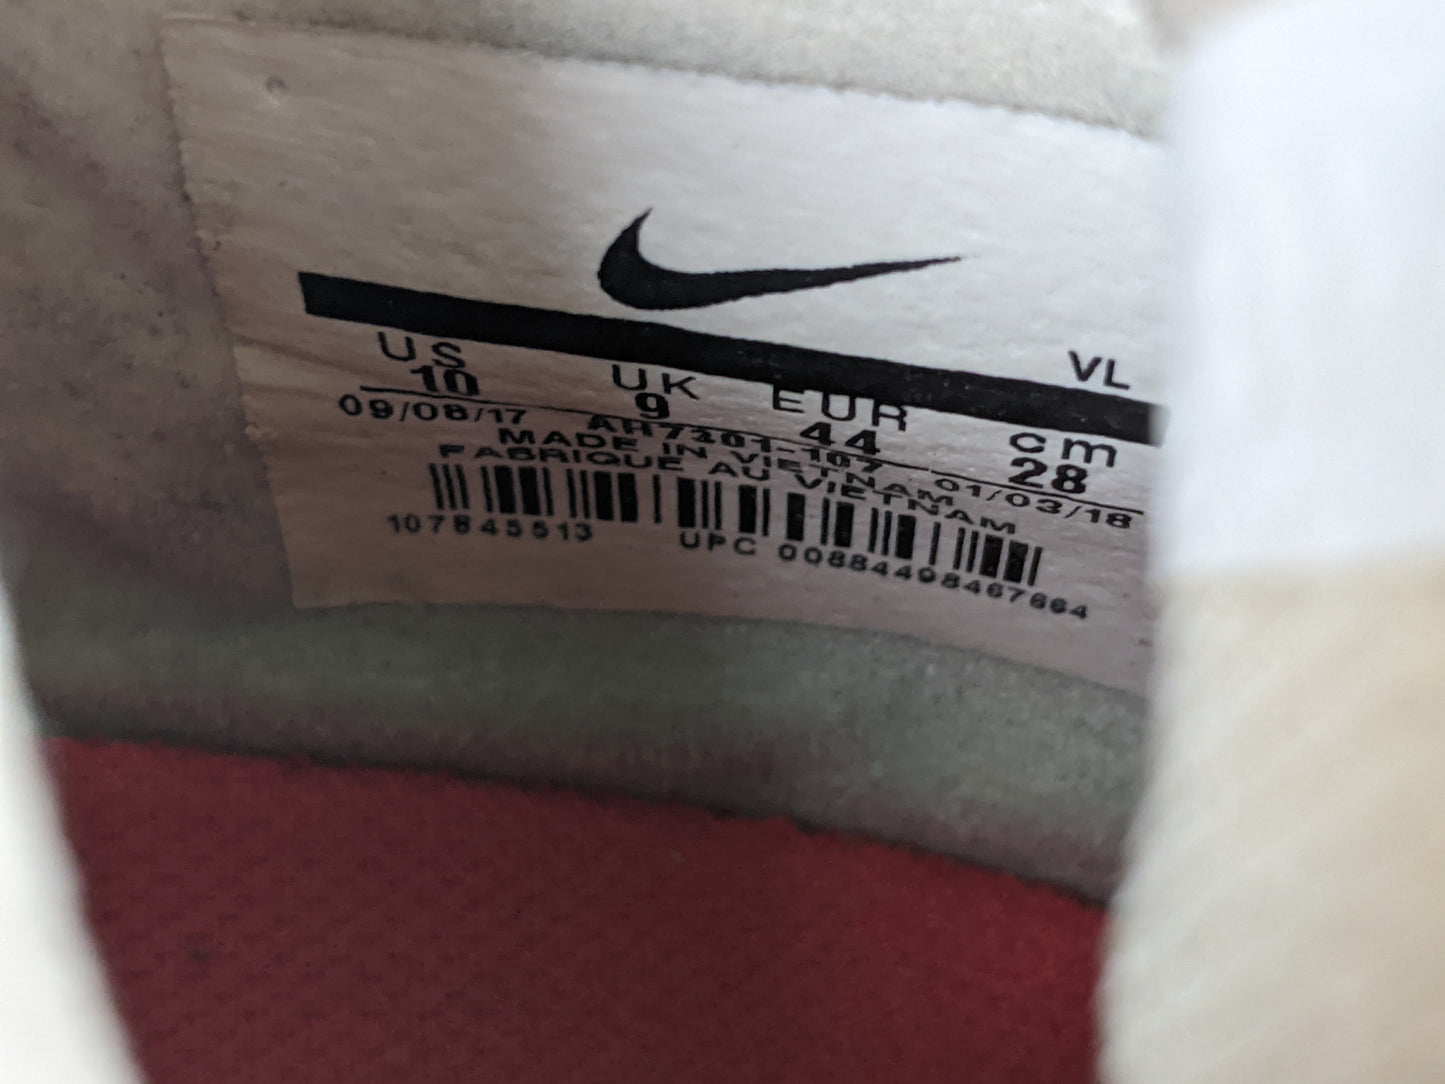 VL
US UK EUR cm
10 9 44 28
09/08/17 AH7301-107 01/03/18
MADE IN VIETNAM
FABRIQUE AU VIETNAM
107845513 UPC 00884498467664